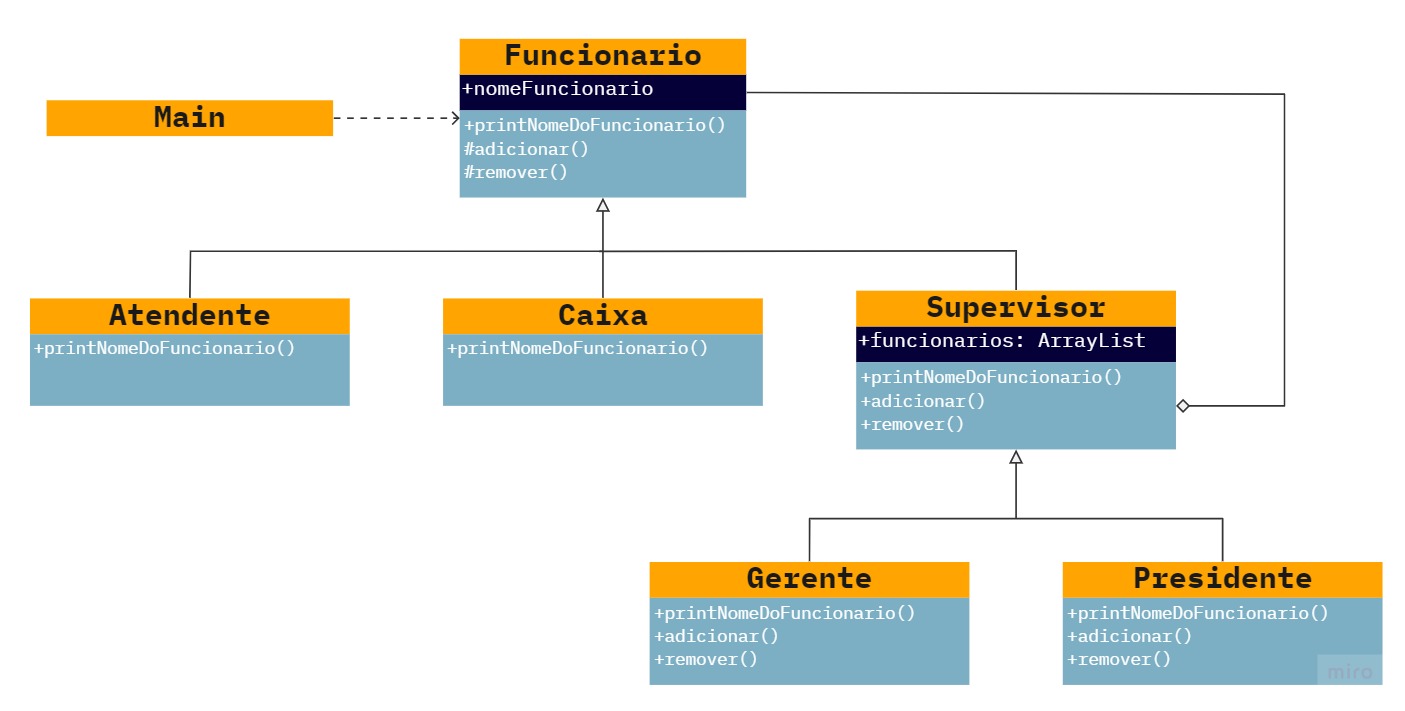 Funcionario
+nomeFuncionario
+printNomeDoFuncionario()
#adicionar()
#remover()
Main
Atendente
+printNomeDoFuncionario()
Caixa
+printNomeDoFuncionario()
Supervisor
+funcionarios: ArrayList
+printNomeDoFuncionario()
+adicionar()
+remover()
Gerente
+printNomeDoFuncionario()
+adicionar()
+remover()
Presidente
+printNomeDoFuncionario()
+adicionar()
+remover()
miro